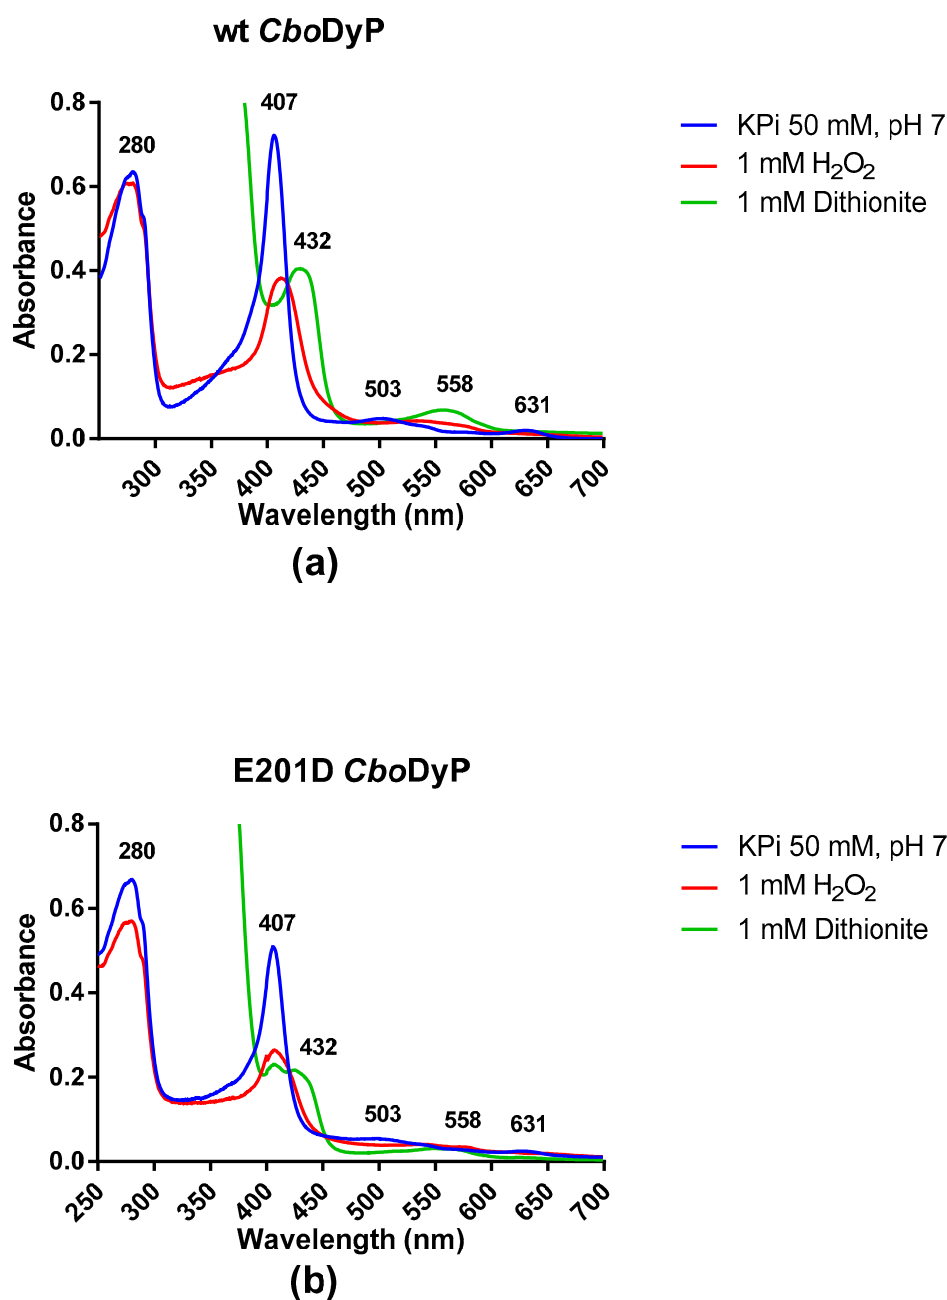 wt CboDyP
0.8
0.6
0.4
0.2
0.0
Absorbance
280
407
432
503
558
631
300
350
400
450
500
550
600
650
700
Wavelength (nm)
KPi 50 mM, pH 7
1 mM H₂O₂
1 mM Dithionite
(a)
E201D CboDyP
0.8
0.6
0.4
0.2
0.0
Absorbance
280
407
432
503
558
631
250
300
350
400
450
500
550
600
650
700
Wavelength (nm)
KPi 50 mM, pH 7
1 mM H₂O₂
1 mM Dithionite
(b)